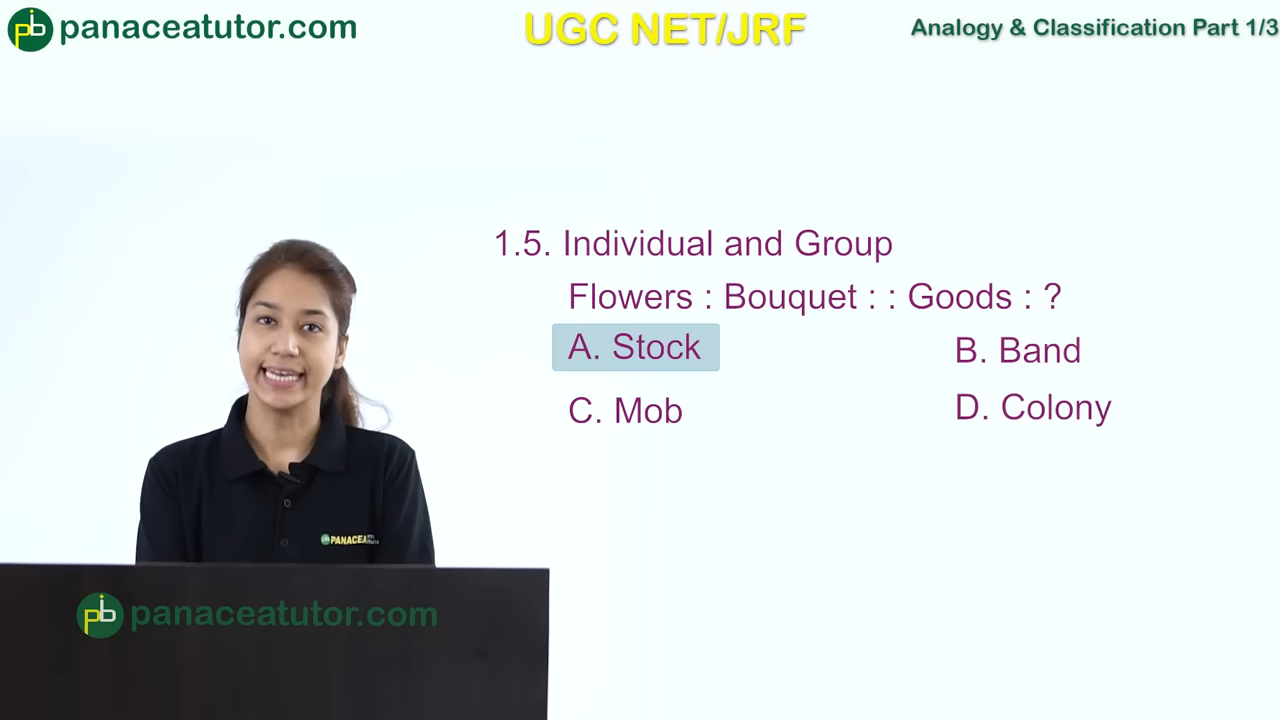 panaceatutor.com
UGC NET/JRF
Analogy & Classification Part 1/3
1.5. Individual and Group
Flowers : Bouquet : : Goods : ?
A. Stock
B. Band
C. Mob
D. Colony
PANACEA
panaceatutor.com